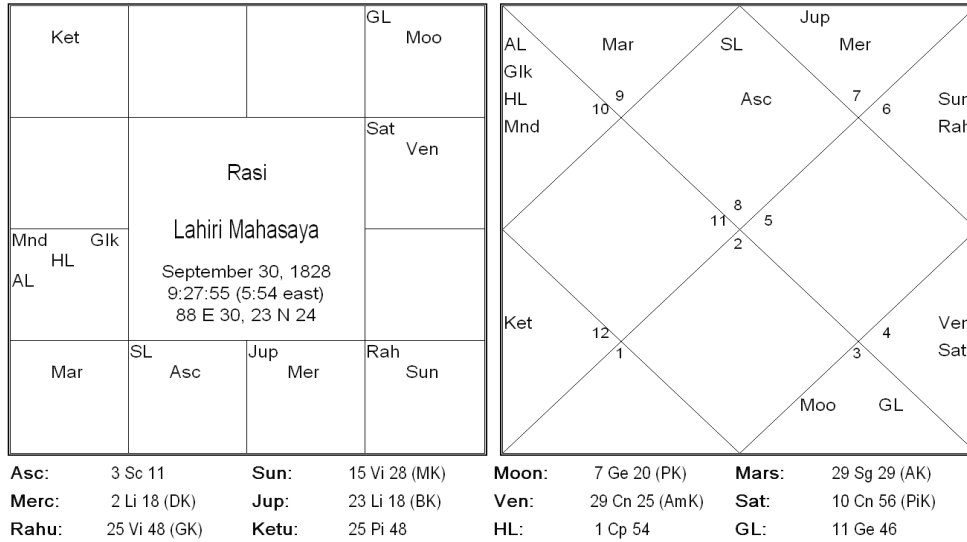 GL
Ket Moo
Sat
Ven
Rasi
Lahiri Mahasaya
Mnd Glk
HL
AL
September 30, 1828
9:27:55 (5:54 east)
88 E 30, 23 N 24
SL Jup Rah
Mar Asc Mer Sun
Jup
AL Mar SL Mer
Glk
HL 9 Asc 7 Sun
10 6
Mnd Rah
8
11 5
2
Ket 12 4 Ven
1 3 Sat
Moo GL
Asc: 3 Sc 11 Sun: 15 Vi 28 (MK) Moon: 7 Ge 20 (PK) Mars: 29 Sg 29 (AK)
Merc: 2 Li 18 (DK) Jup: 23 Li 18 (BK) Ven: 29 Cn 25 (AmK) Sat: 10 Cn 56 (PiK)
Rahu: 25 Vi 48 (GK) Ketu: 25 Pi 48 HL: 1 Cp 54 GL: 11 Ge 46